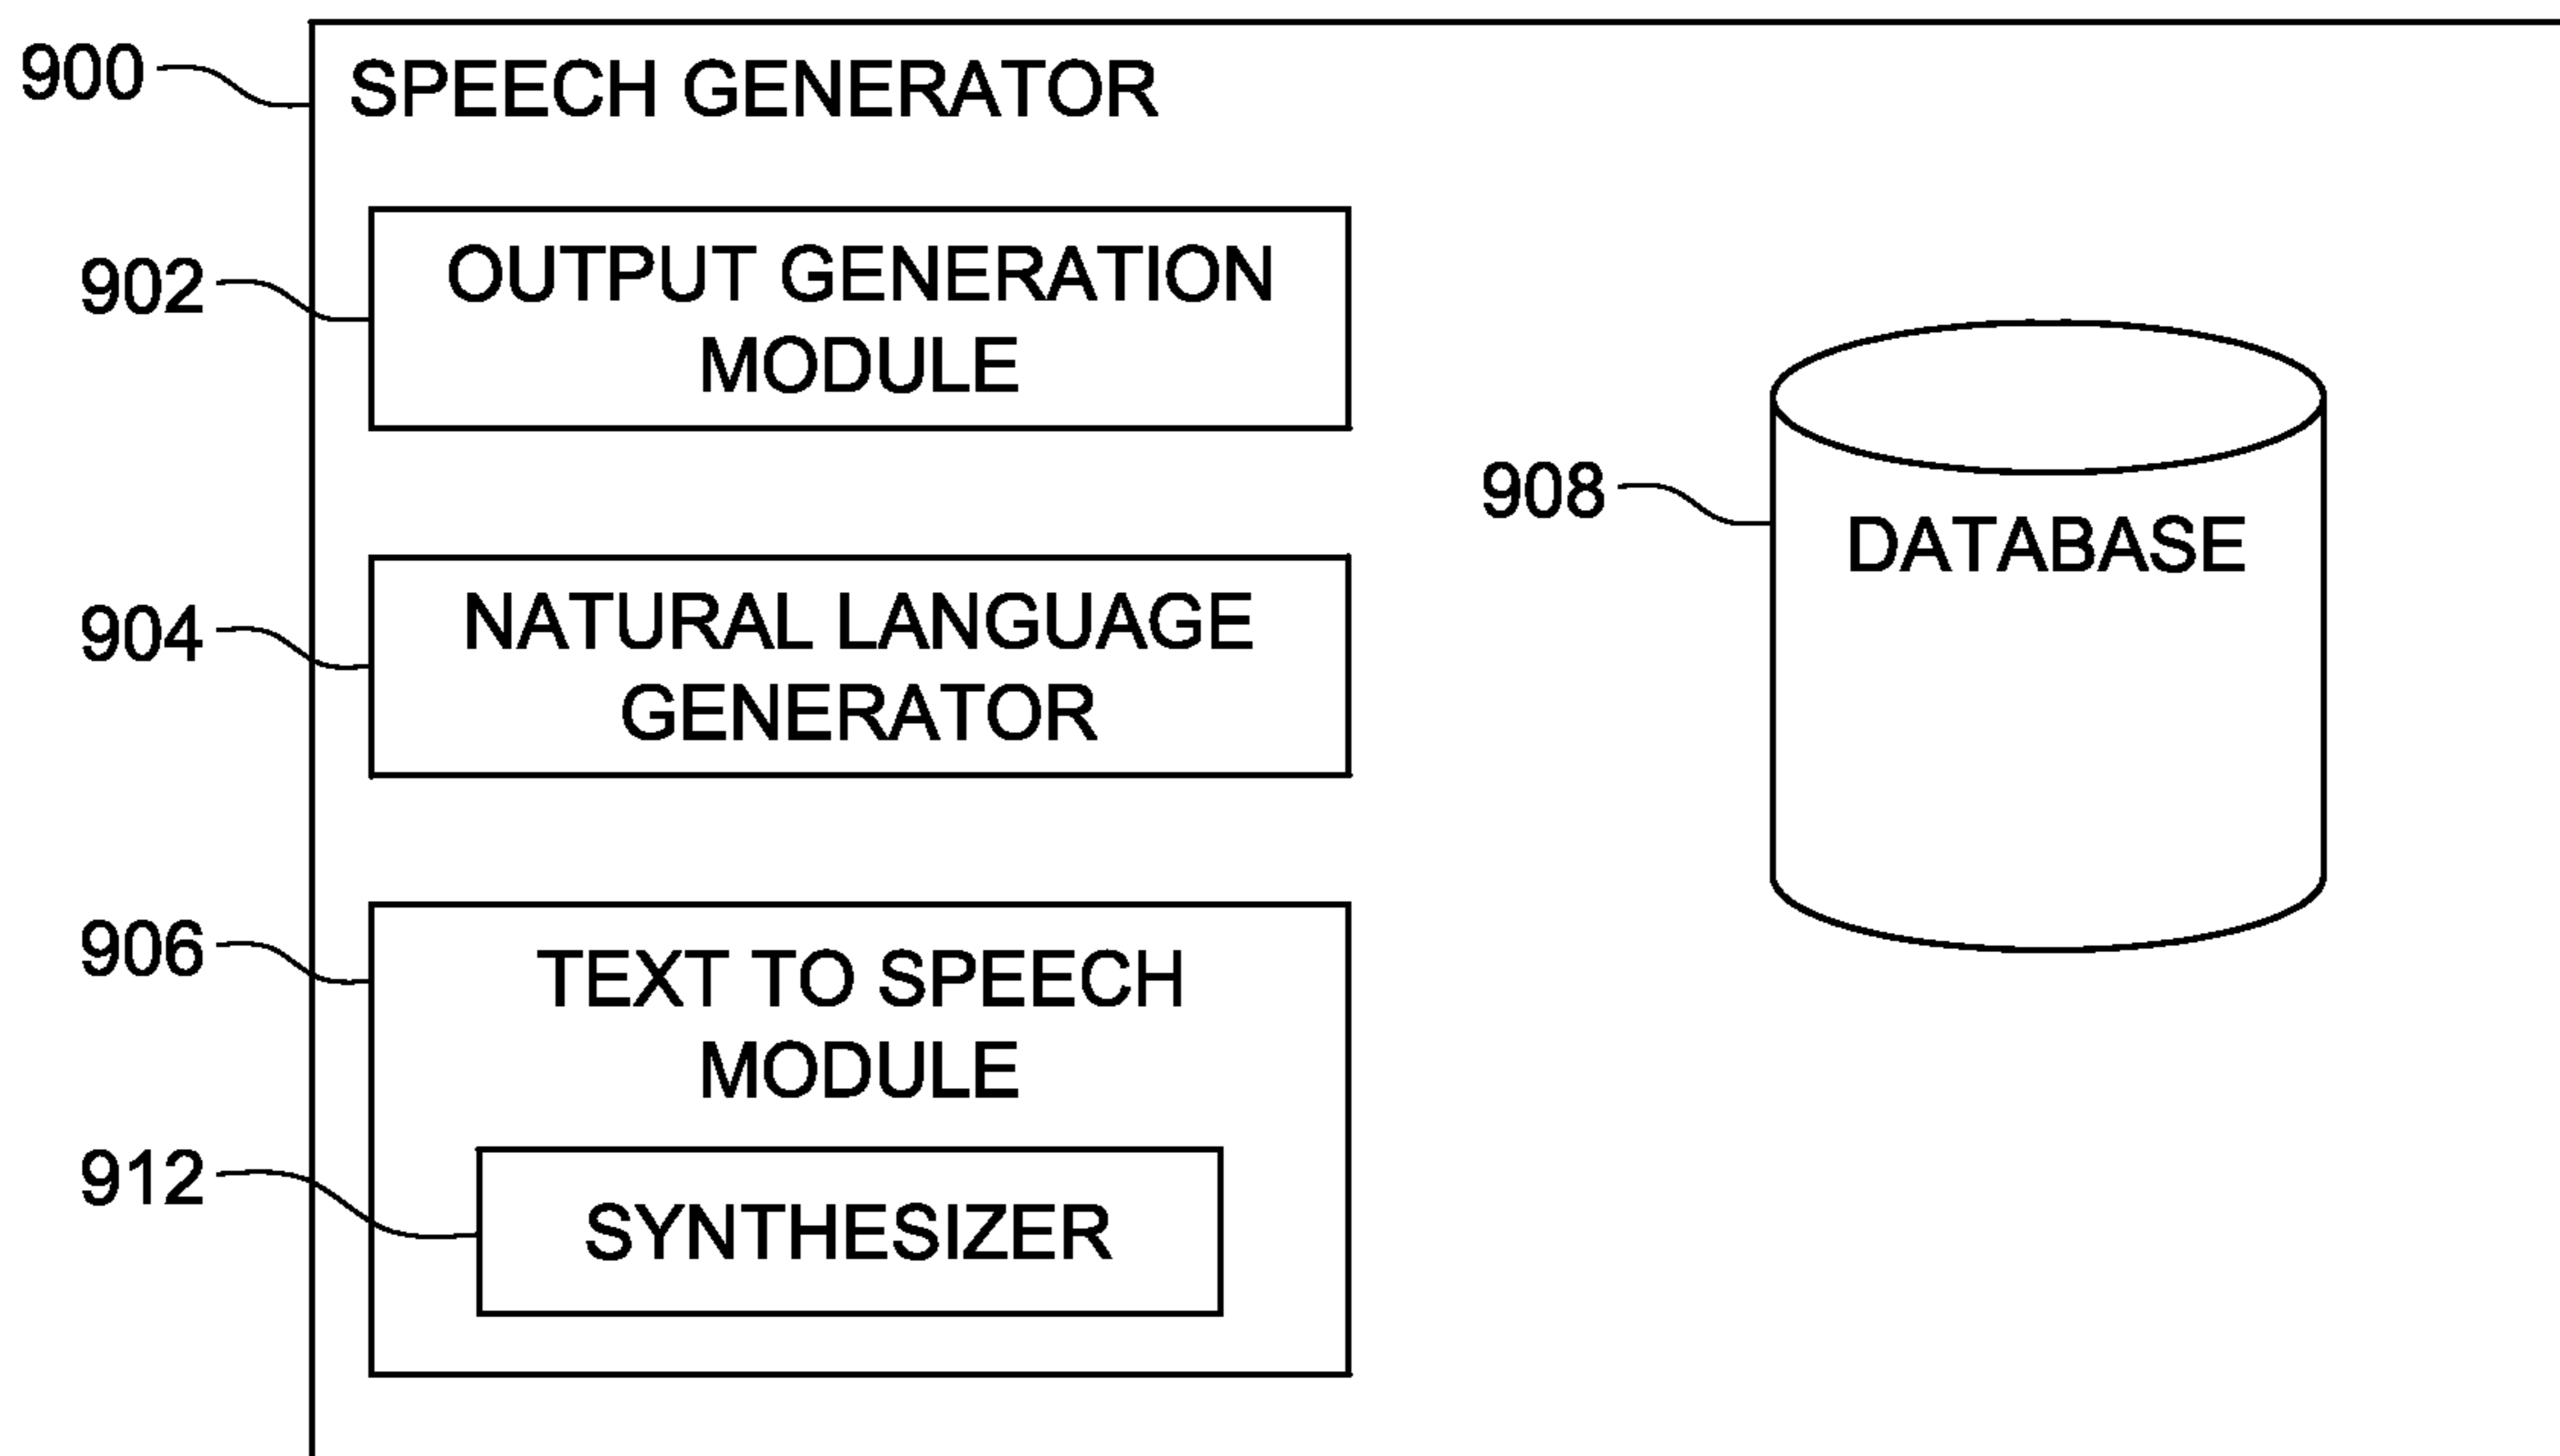 900
SPEECH GENERATOR
902
OUTPUT GENERATION
MODULE
904
NATURAL LANGUAGE
GENERATOR
906
TEXT TO SPEECH
MODULE
912
SYNTHESIZER
908
DATABASE